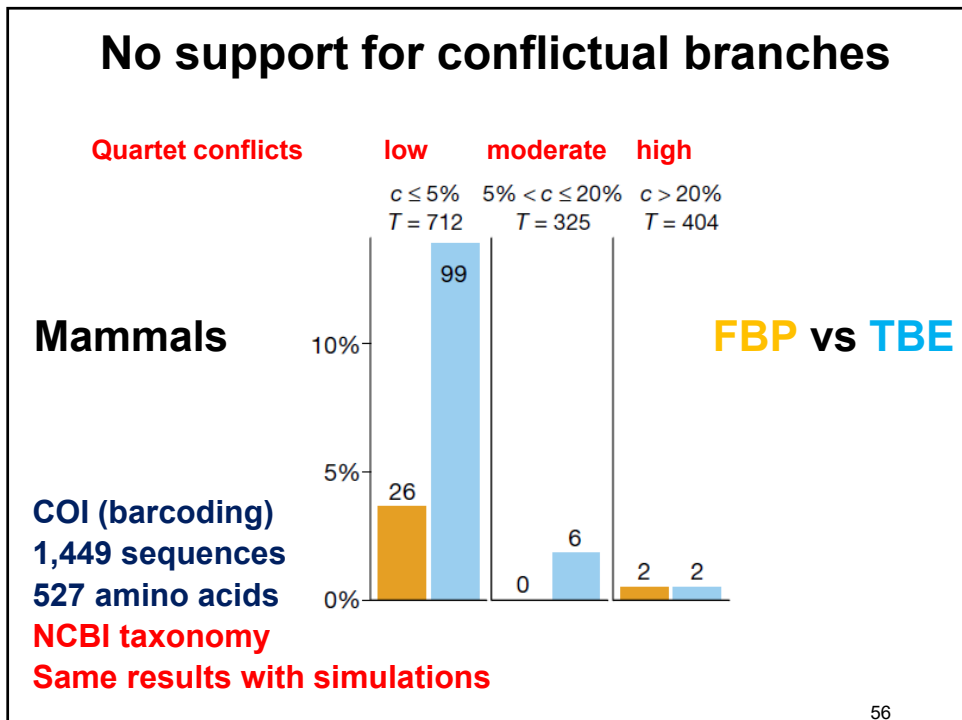 No support for conflictual branches
Quartet conflicts low moderate high
c ≤ 5% 5% < c ≤ 20% c > 20%
T = 712 T = 325 T = 404
99
Mammals
10%
FBP vs TBE
5%
26
6
0
2 2
0%
COI (barcoding)
1,449 sequences
527 amino acids
NCBI taxonomy
Same results with simulations
56